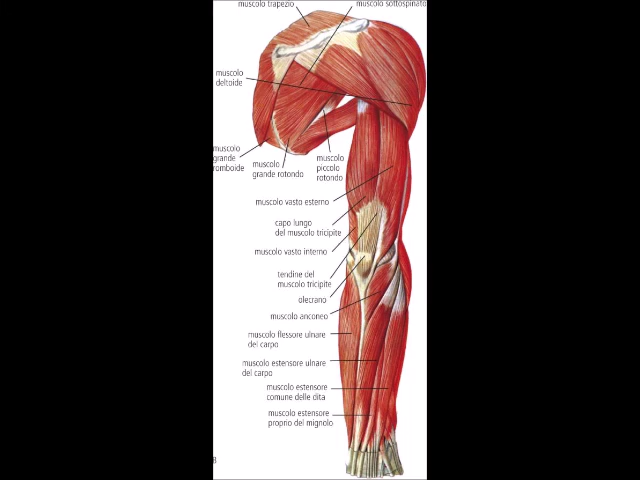 muscolo trapezio
muscolo sottospinato
muscolo
deltoide
muscolo
grande
romboide
muscolo
grande rotondo
muscolo
piccolo
rotondo
muscolo vasto esterno
capo lungo
del muscolo tricipite
muscolo vasto interno
tendine del
muscolo tricipite
olecrano
muscolo anconeo
muscolo flessore ulnare
del carpo
muscolo estensore ulnare
del carpo
muscolo estensore
comune delle dita
muscolo estensore
proprio del mignolo
8